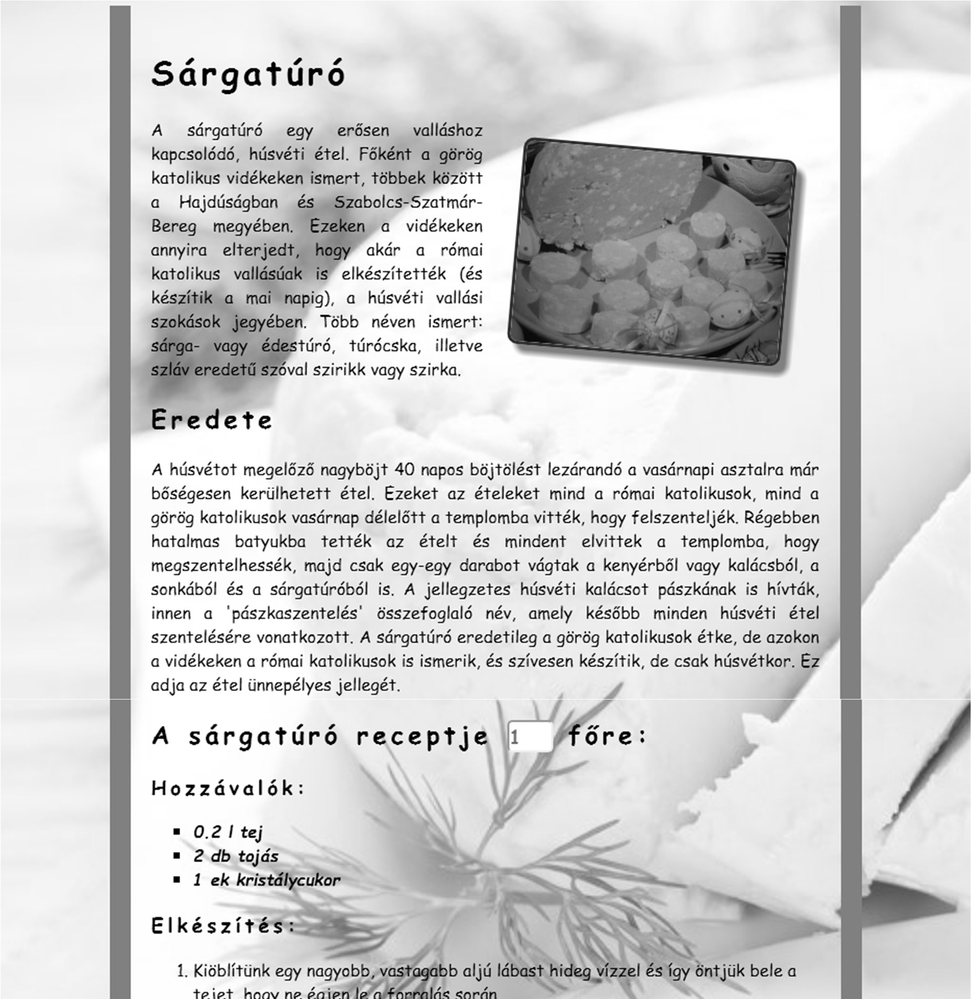 Sárgatúró
A sárgatúró egy erősen valláshoz
kapcsolódó, húsvéti étel. Főként a görög
katolikus vidékeken ismert, többek között
a Hajdúságban és Szabolcs-Szatmár-
Bereg megyében. Ezeken a vidékeken
annyira elterjedt, hogy akár a római
katolikus vallásúak is elkészítették (és
készítik a mai napig), a húsvéti vallási
szokások jegyében. Több néven ismert:
sárga- vagy édestúró, túrócska, illetve
szláv eredetű szóval szirikk vagy szirka.
Eredete
A húsvétot megelőző nagyböjt 40 napos böjtölést lezárandó a vasárnapi asztalra már
bőségesen kerülhetett étel. Ezeket az ételeket mind a római katolikusok, mind a
görög katolikusok vasárnap délelőtt a templomba vitték, hogy felszenteljék. Régebben
hatalmas batyukba tették az ételt és mindent elvittek a templomba, hogy
megszentelhessék, majd csak egy-egy darabot vágtak a kenyérből vagy kalácsból, a
sonkából és a sárgatúróból is. A jellegzetes húsvéti kalácsot pászkának is hívták,
innen a 'pászkaszentelés' összefoglaló név, amely később minden húsvéti étel
szentelésére vonatkozott. A sárgatúró eredetileg a görög katolikusok étke, de azokon
a vidékeken a római katolikusok is ismerik, és szívesen készítik, de csak húsvétkor. Ez
adja az étel ünnepélyes jellegét.
A sárgatúró receptje 1 főre:
Hozzávalók:
▪ 0.2 l tej
▪ 2 db tojás
▪ 1 ek kristálycukor
Elkészítés:
1. Kiöblítünk egy nagyobb, vastagabb aljú lábast hideg vízzel és így öntjük bele a
tejet, hogy ne égjen le a forralás során